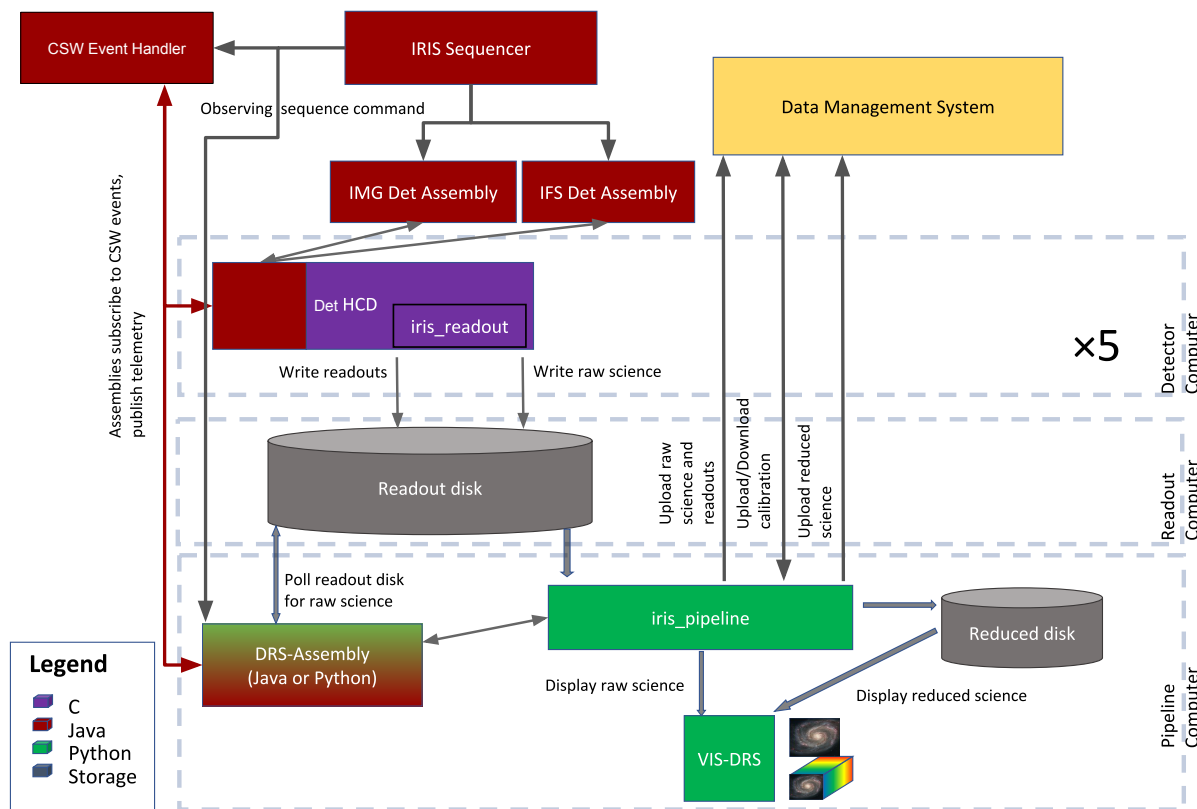 CSW Event Handler
IRIS Sequencer
Data Management System
Observing sequence command
IMG Det Assembly
IFS Det Assembly
Assemblies subscribe to CSW events,
publish telemetry
Det HCD
iris_readout
×5
Detector
Computer
Write readouts
Write raw science
Readout disk
Upload raw
science and
readouts
Upload/Download
calibration
Upload reduced
science
Readout
Computer
Poll readout disk
for raw science
iris_pipeline
Reduced disk
DRS-Assembly
(Java or Python)
Display raw science
Display reduced science
VIS-DRS
Pipeline
Computer
Legend
C
Java
Python
Storage